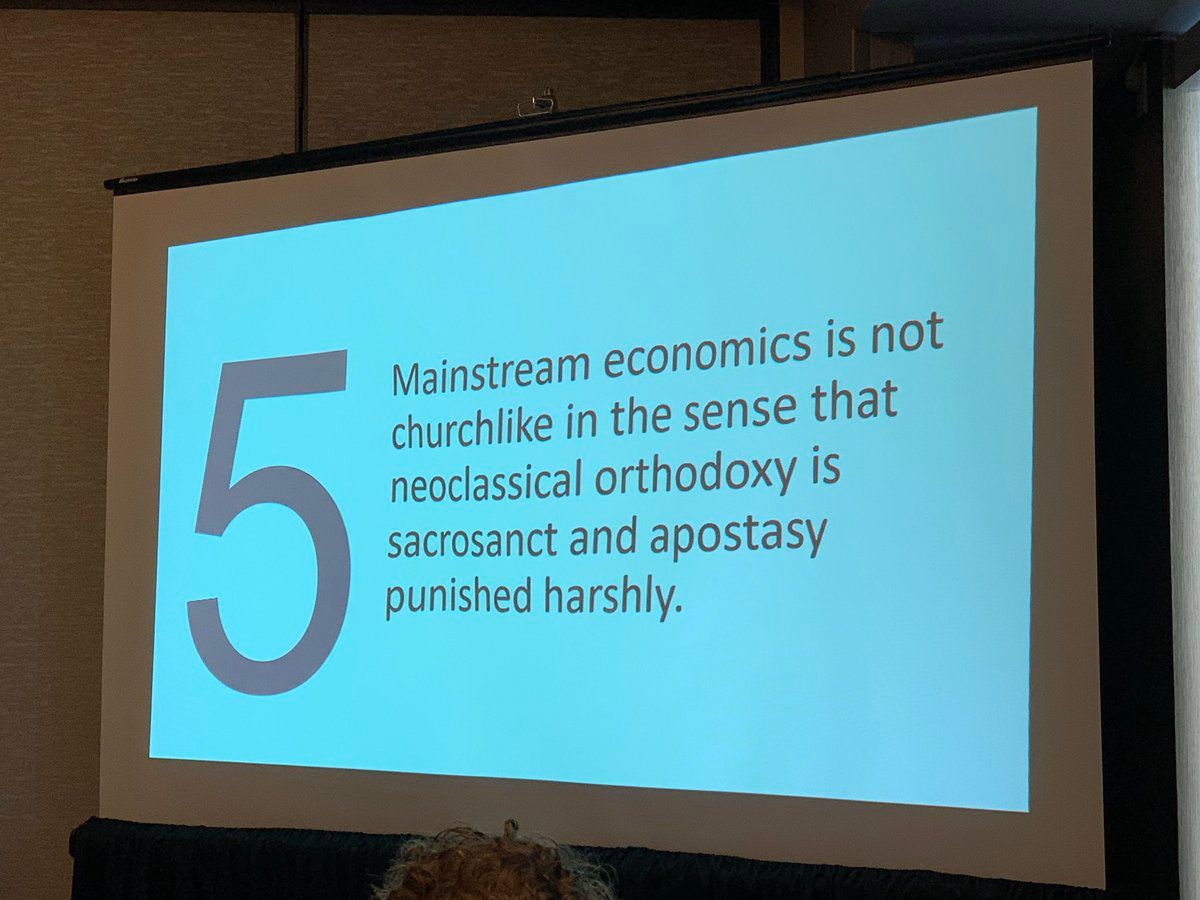 5
Mainstream economics is not
churchlike in the sense that
neoclassical orthodoxy is
sacrosanct and apostasy
punished harshly.